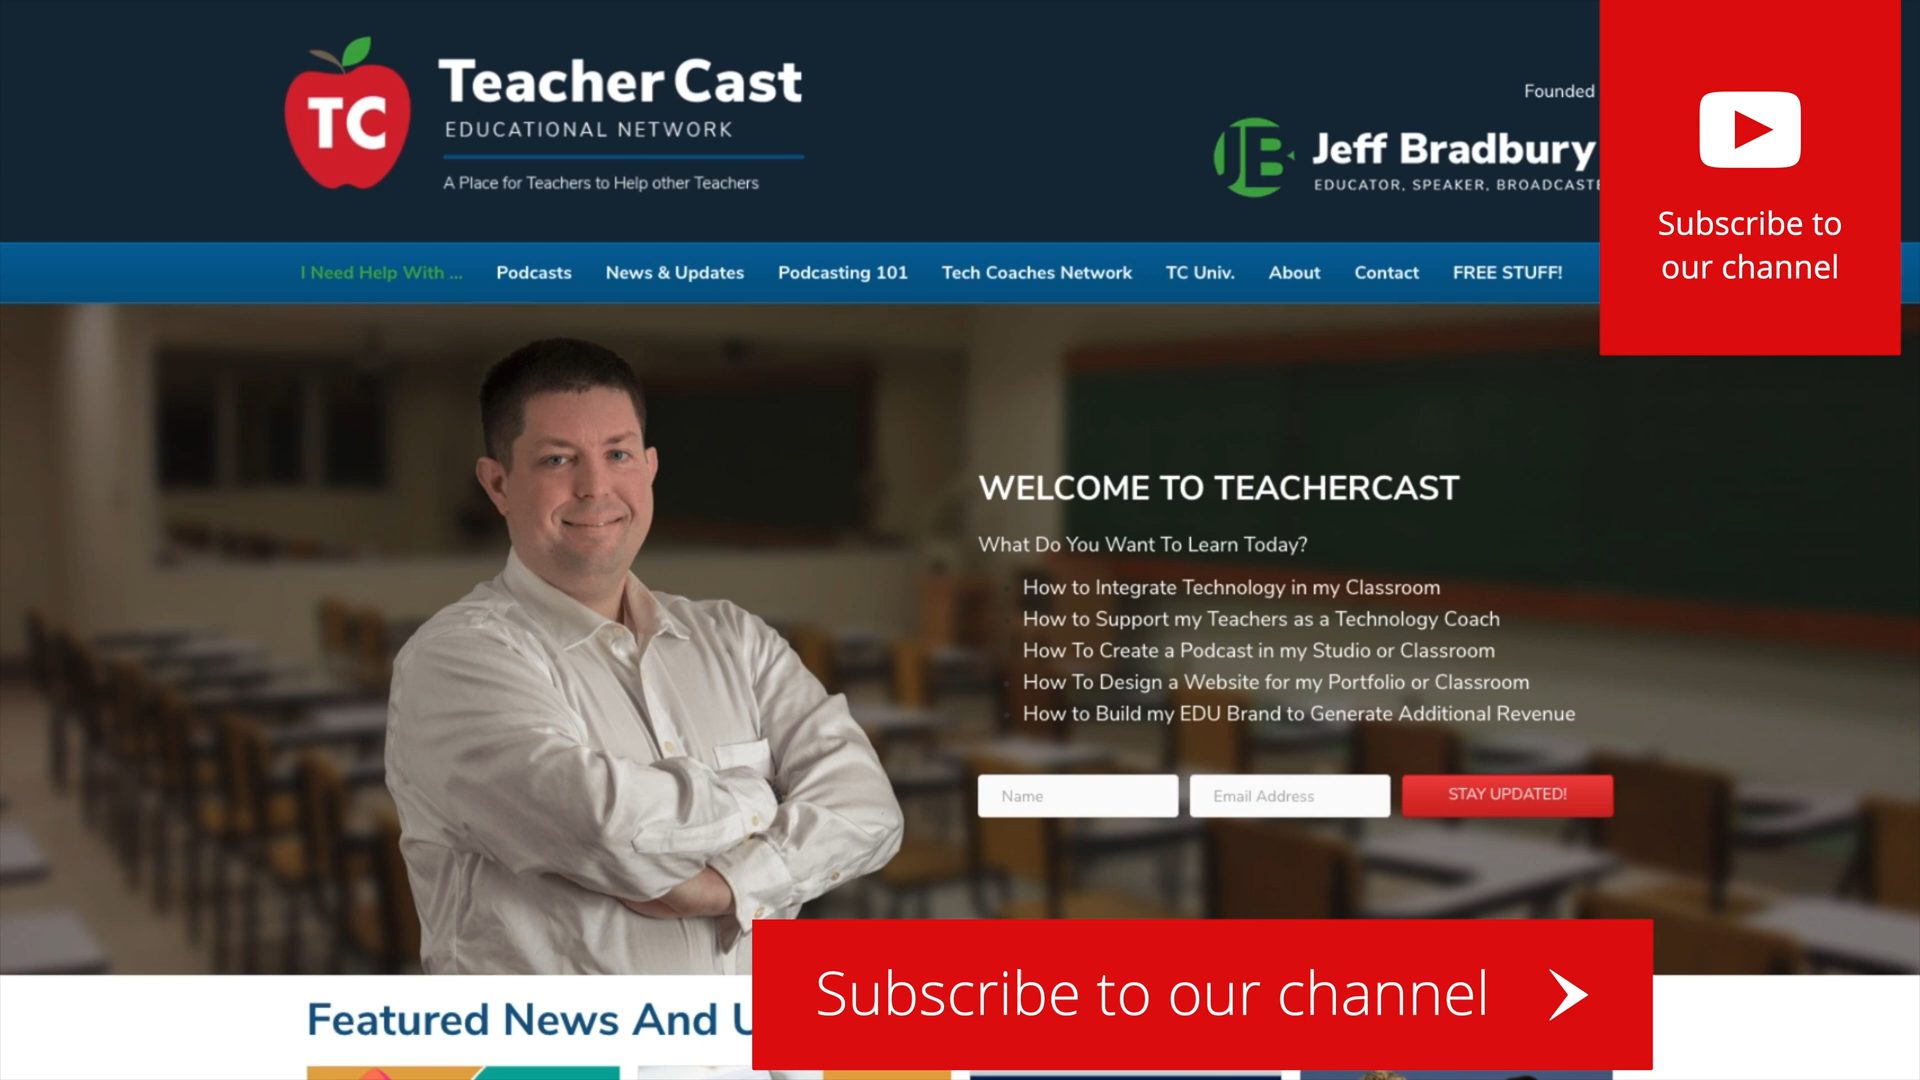 TC
Teacher Cast
EDUCATIONAL NETWORK
A Place for Teachers to Help other Teachers
Founded
JB
Jeff Bradbury
EDUCATOR, SPEAKER, BROADCASTE
Subscribe to
our channel
I Need Help With ... Podcasts News & Updates Podcasting 101 Tech Coaches Network TC Univ. About Contact FREE STUFF!
WELCOME TO TEACHERCAST
What Do You Want To Learn Today?
How to Integrate Technology in my Classroom
How to Support my Teachers as a Technology Coach
How To Create a Podcast in my Studio or Classroom
How To Design a Website for my Portfolio or Classroom
How to Build my EDU Brand to Generate Additional Revenue
Name Email Address STAY UPDATED!
Featured News And U
Subscribe to our channel